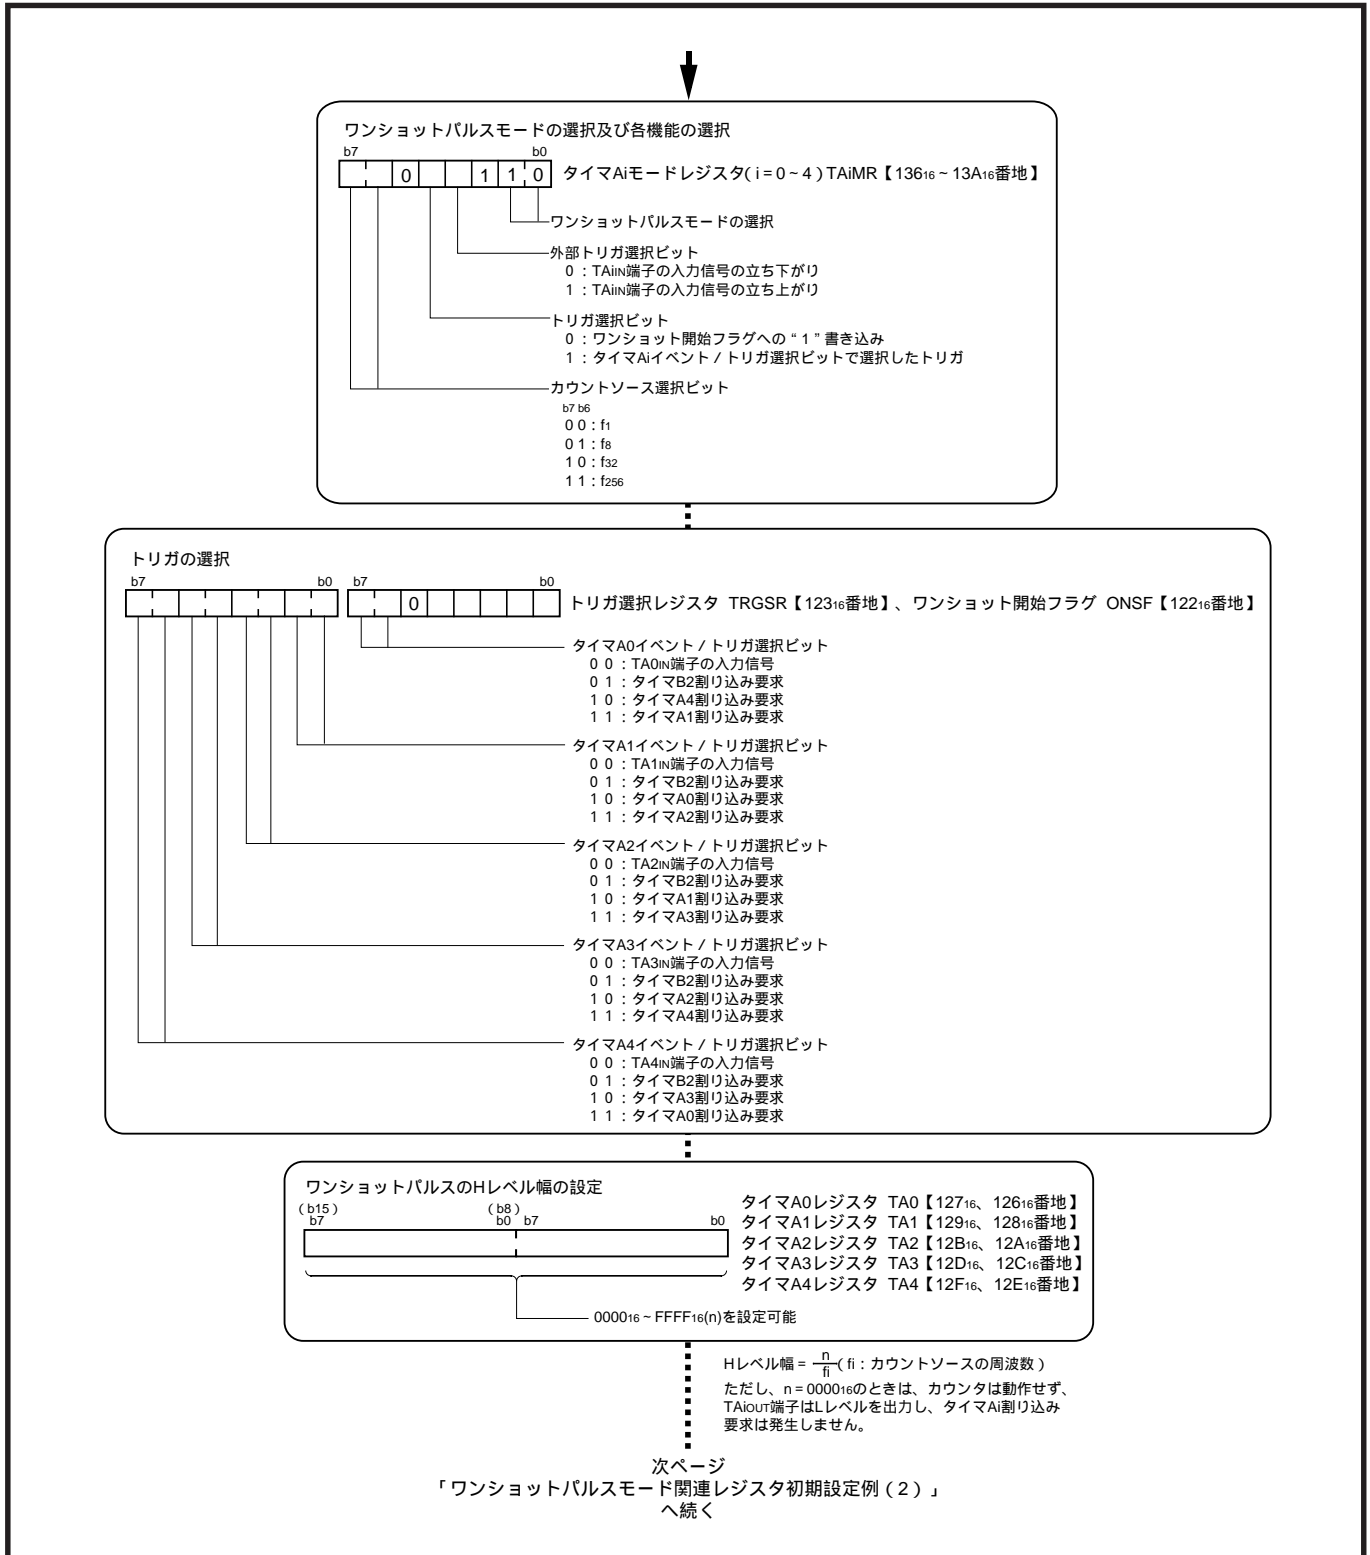 ワンショットパルスモードの選択及び各機能の選択
b7 b0
0 1 1 0 タイマAiモードレジスタ( i = 0 ~ 4 ) TAiMR【13616 ~ 13A16番地】
ワンショットパルスモードの選択
外部トリガ選択ビット
0 : TAiIN端子の入力信号の立ち下がり
1 : TAiIN端子の入力信号の立ち上がり
トリガ選択ビット
0 : ワンショット開始フラグへの “ 1 ” 書き込み
1 : タイマAiイベント / トリガ選択ビットで選択したトリガ
カウントソース選択ビット
b7 b6
0 0 : f1
0 1 : f8
1 0 : f32
1 1 : f256
トリガの選択
b7 b0 b7 b0
0 トリガ選択レジスタ TRGSR【12316番地】、ワンショット開始フラグ ONSF【12216番地】
タイマA0イベント / トリガ選択ビット
0 0 : TA0IN端子の入力信号
0 1 : タイマB2割り込み要求
1 0 : タイマA4割り込み要求
1 1 : タイマA1割り込み要求
タイマA1イベント / トリガ選択ビット
0 0 : TA1IN端子の入力信号
0 1 : タイマB2割り込み要求
1 0 : タイマA0割り込み要求
1 1 : タイマA2割り込み要求
タイマA2イベント / トリガ選択ビット
0 0 : TA2IN端子の入力信号
0 1 : タイマB2割り込み要求
1 0 : タイマA1割り込み要求
1 1 : タイマA3割り込み要求
タイマA3イベント / トリガ選択ビット
0 0 : TA3IN端子の入力信号
0 1 : タイマB2割り込み要求
1 0 : タイマA2割り込み要求
1 1 : タイマA4割り込み要求
タイマA4イベント / トリガ選択ビット
0 0 : TA4IN端子の入力信号
0 1 : タイマB2割り込み要求
1 0 : タイマA3割り込み要求
1 1 : タイマA0割り込み要求
ワンショットパルスのHレベル幅の設定
( b15 ) ( b8 )
b7 b0 b7 b0
タイマA0レジスタ TA0【12716、12616番地】
タイマA1レジスタ TA1【12916、12816番地】
タイマA2レジスタ TA2【12B16、12A16番地】
タイマA3レジスタ TA3【12D16、12C16番地】
タイマA4レジスタ TA4【12F16、12E16番地】
000016 ~ FFFF16(n)を設定可能
Hレベル幅 = n/fi ( fi : カウントソースの周波数 )
ただし、n = 000016のときは、カウンタは動作せず、
TAiOUT端子はLレベルを出力し、タイマAi割り込み
要求は発生しません。
次ページ
「ワンショットパルスモード関連レジスタ初期設定例 ( 2 ) 」
へ続く